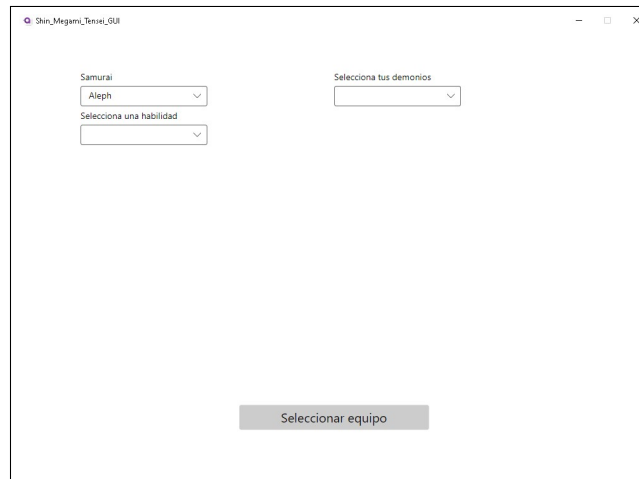 Shin_Megami_Tensei_GUI
Samurai
Aleph
Selecciona una habilidad
Selecciona tus demonios
Seleccionar equipo